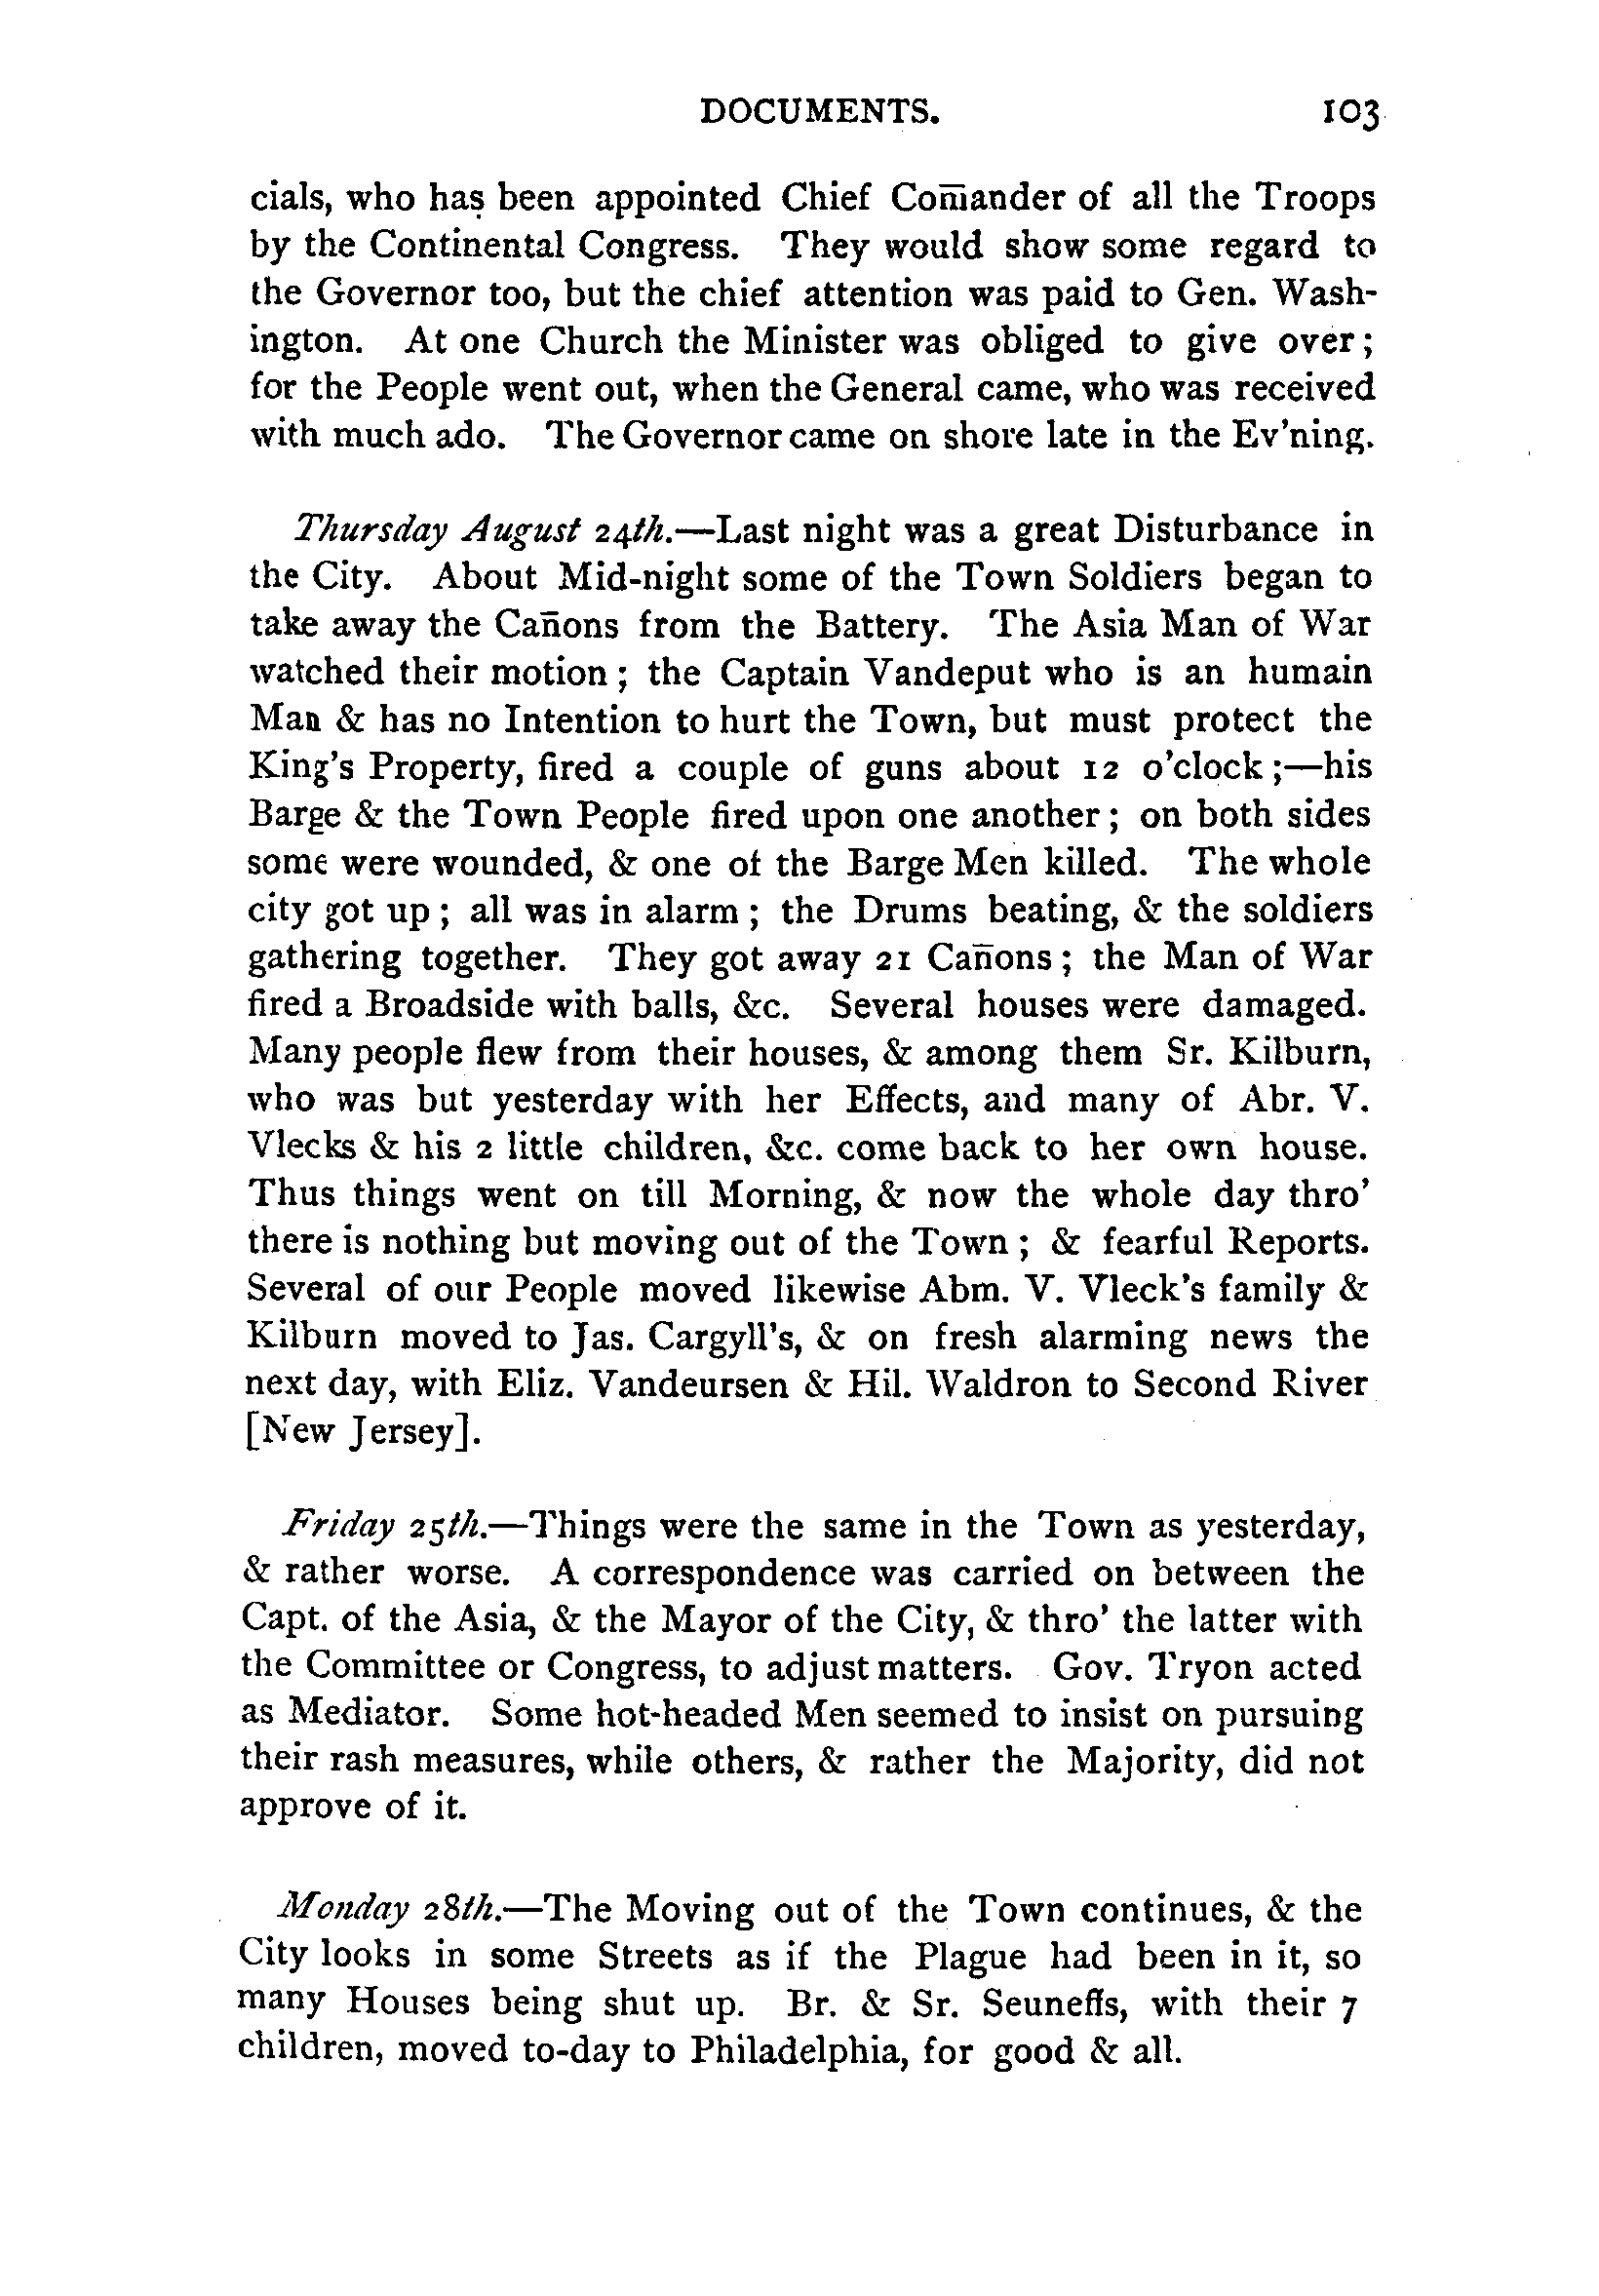 DOCUMENTS. 103
cials, who has been appointed Chief Com̄ander of all the Troops
by the Continental Congress. They would show some regard to
the Governor too, but the chief attention was paid to Gen. Wash-
ington. At one Church the Minister was obliged to give over;
for the People went out, when the General came, who was received
with much ado. The Governor came on shore late in the Ev'ning.
Thursday August 24th.—Last night was a great Disturbance in
the City. About Mid-night some of the Town Soldiers began to
take away the Can̄ons from the Battery. The Asia Man of War
watched their motion; the Captain Vandeput who is an humain
Man & has no Intention to hurt the Town, but must protect the
King's Property, fired a couple of guns about 12 o'clock;—his
Barge & the Town People fired upon one another; on both sides
some were wounded, & one of the Barge Men killed. The whole
city got up; all was in alarm; the Drums beating, & the soldiers
gathering together. They got away 21 Can̄ons; the Man of War
fired a Broadside with balls, &c. Several houses were damaged.
Many people flew from their houses, & among them Sr. Kilburn,
who was but yesterday with her Effects, and many of Abr. V.
Vlecks & his 2 little children, &c. come back to her own house.
Thus things went on till Morning, & now the whole day thro'
there is nothing but moving out of the Town; & fearful Reports.
Several of our People moved likewise Abm. V. Vleck's family &
Kilburn moved to Jas. Cargyll's, & on fresh alarming news the
next day, with Eliz. Vandeursen & Hil. Waldron to Second River
[New Jersey].
Friday 25th.—Things were the same in the Town as yesterday,
& rather worse. A correspondence was carried on between the
Capt. of the Asia, & the Mayor of the City, & thro' the latter with
the Committee or Congress, to adjust matters. Gov. Tryon acted
as Mediator. Some hot-headed Men seemed to insist on pursuing
their rash measures, while others, & rather the Majority, did not
approve of it.
Monday 28th.—The Moving out of the Town continues, & the
City looks in some Streets as if the Plague had been in it, so
many Houses being shut up. Br. & Sr. Seuneffs, with their 7
children, moved to-day to Philadelphia, for good & all.